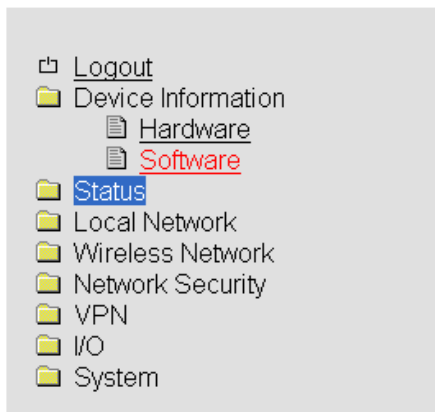 Logout
Device Information
Hardware
Software
Status
Local Network
Wireless Network
Network Security
VPN
I/O
System